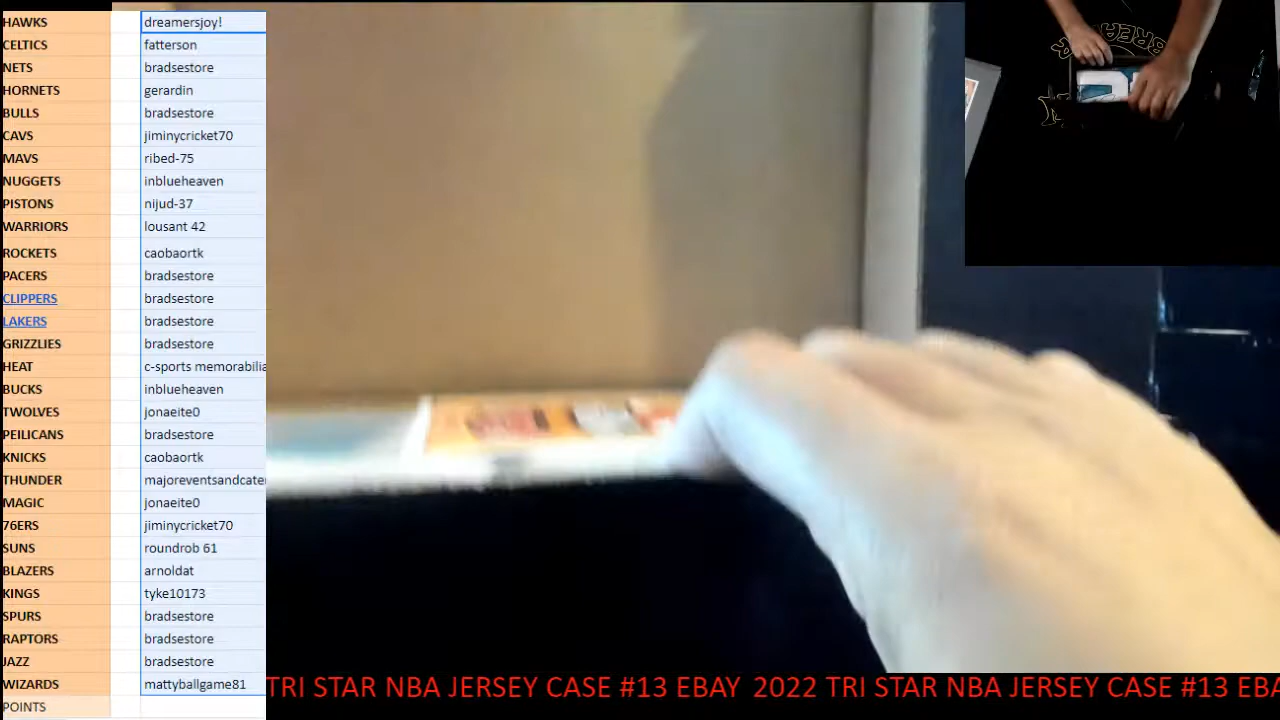 HAWKS dreamersjoy!
CELTICS fatterson
NETS bradsestore
HORNETS gerardin
BULLS bradsestore
CAVS jiminycricket70
MAVS ribed-75
NUGGETS inblueheaven
PISTONS nijud-37
WARRIORS lousant 42
ROCKETS caobaortk
PACERS bradsestore
CLIPPERS bradsestore
LAKERS bradsestore
GRIZZLIES bradsestore
HEAT c-sports memorabilia
BUCKS inblueheaven
TWOLVES jonaeite0
PEILICANS bradsestore
KNICKS caobaortk
THUNDER majoreventsandcate
MAGIC jonaeite0
76ERS jiminycricket70
SUNS roundrob 61
BLAZERS arnoldat
KINGS tyke10173
SPURS bradsestore
RAPTORS bradsestore
JAZZ bradsestore
WIZARDS mattyballgame81
POINTS
TRI STAR NBA JERSEY CASE #13 EBAY 2022 TRI STAR NBA JERSEY CASE #13 EBA
BREAKER